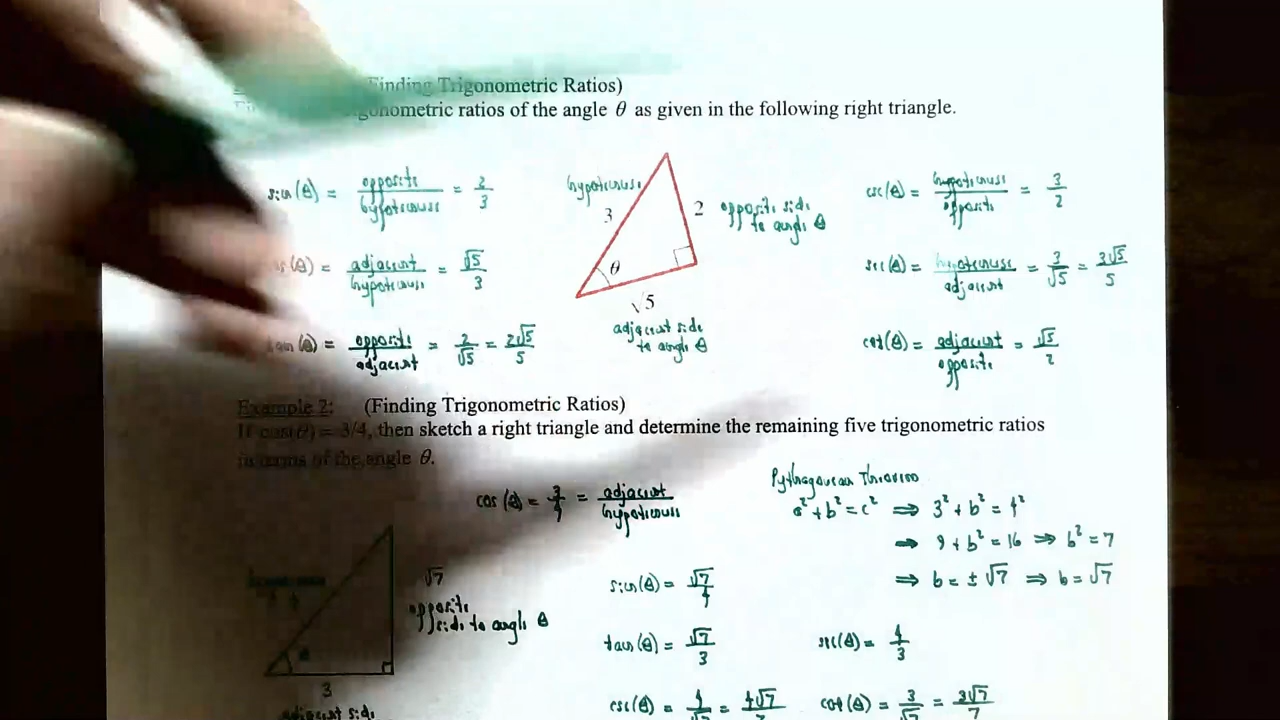 Finding Trigonometric Ratios)
gonometric ratios of the angle θ as given in the following right triangle.
sin(θ) = opposite/hypotenuse = 2/3
hypotenuse
3
2
opposite side to angle θ
csc(θ) = hypotenuse/opposite = 3/2
s(θ) = adjacent/hypotenuse = √5/3
θ
√5
adjacent side to angle θ
sec(θ) = hypotenuse/adjacent = 3/√5 = 3√5/5
tan(θ) = opposite/adjacent = 2/√5 = 2√5/5
cot(θ) = adjacent/opposite = √5/2
Example 2: (Finding Trigonometric Ratios)
If cos(θ) = 3/4, then sketch a right triangle and determine the remaining five trigonometric ratios
in terms of the angle θ.
cos(θ) = 3/4 = adjacent/hypotenuse
Pythagorean Theorem
a² + b² = c² ⇒ 3² + b² = 4²
⇒ 9 + b² = 16 ⇒ b² = 7
⇒ b = ± √7 ⇒ b = √7
√7
opposite side to angle θ
3
adjacent side
sin(θ) = √7/4
tan(θ) = √7/3
sec(θ) = 4/3
csc(θ) = 4/√7 = 4√7/7
cot(θ) = 3/√7 = 3√7/7